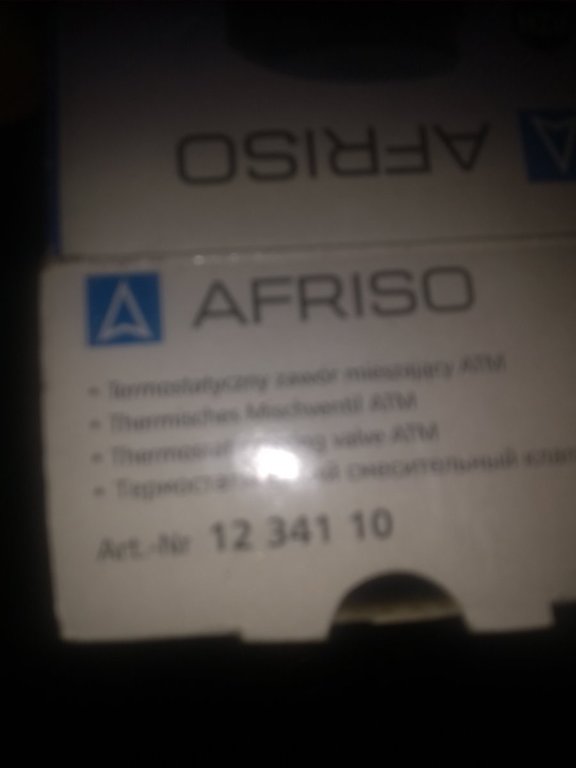 AFRISO
AFRISO
• Termostatyczny zawór mieszający ATM
• Thermisches Mischventil ATM
• valve ATM
• смесительный
Art.-Nr 12 341 10